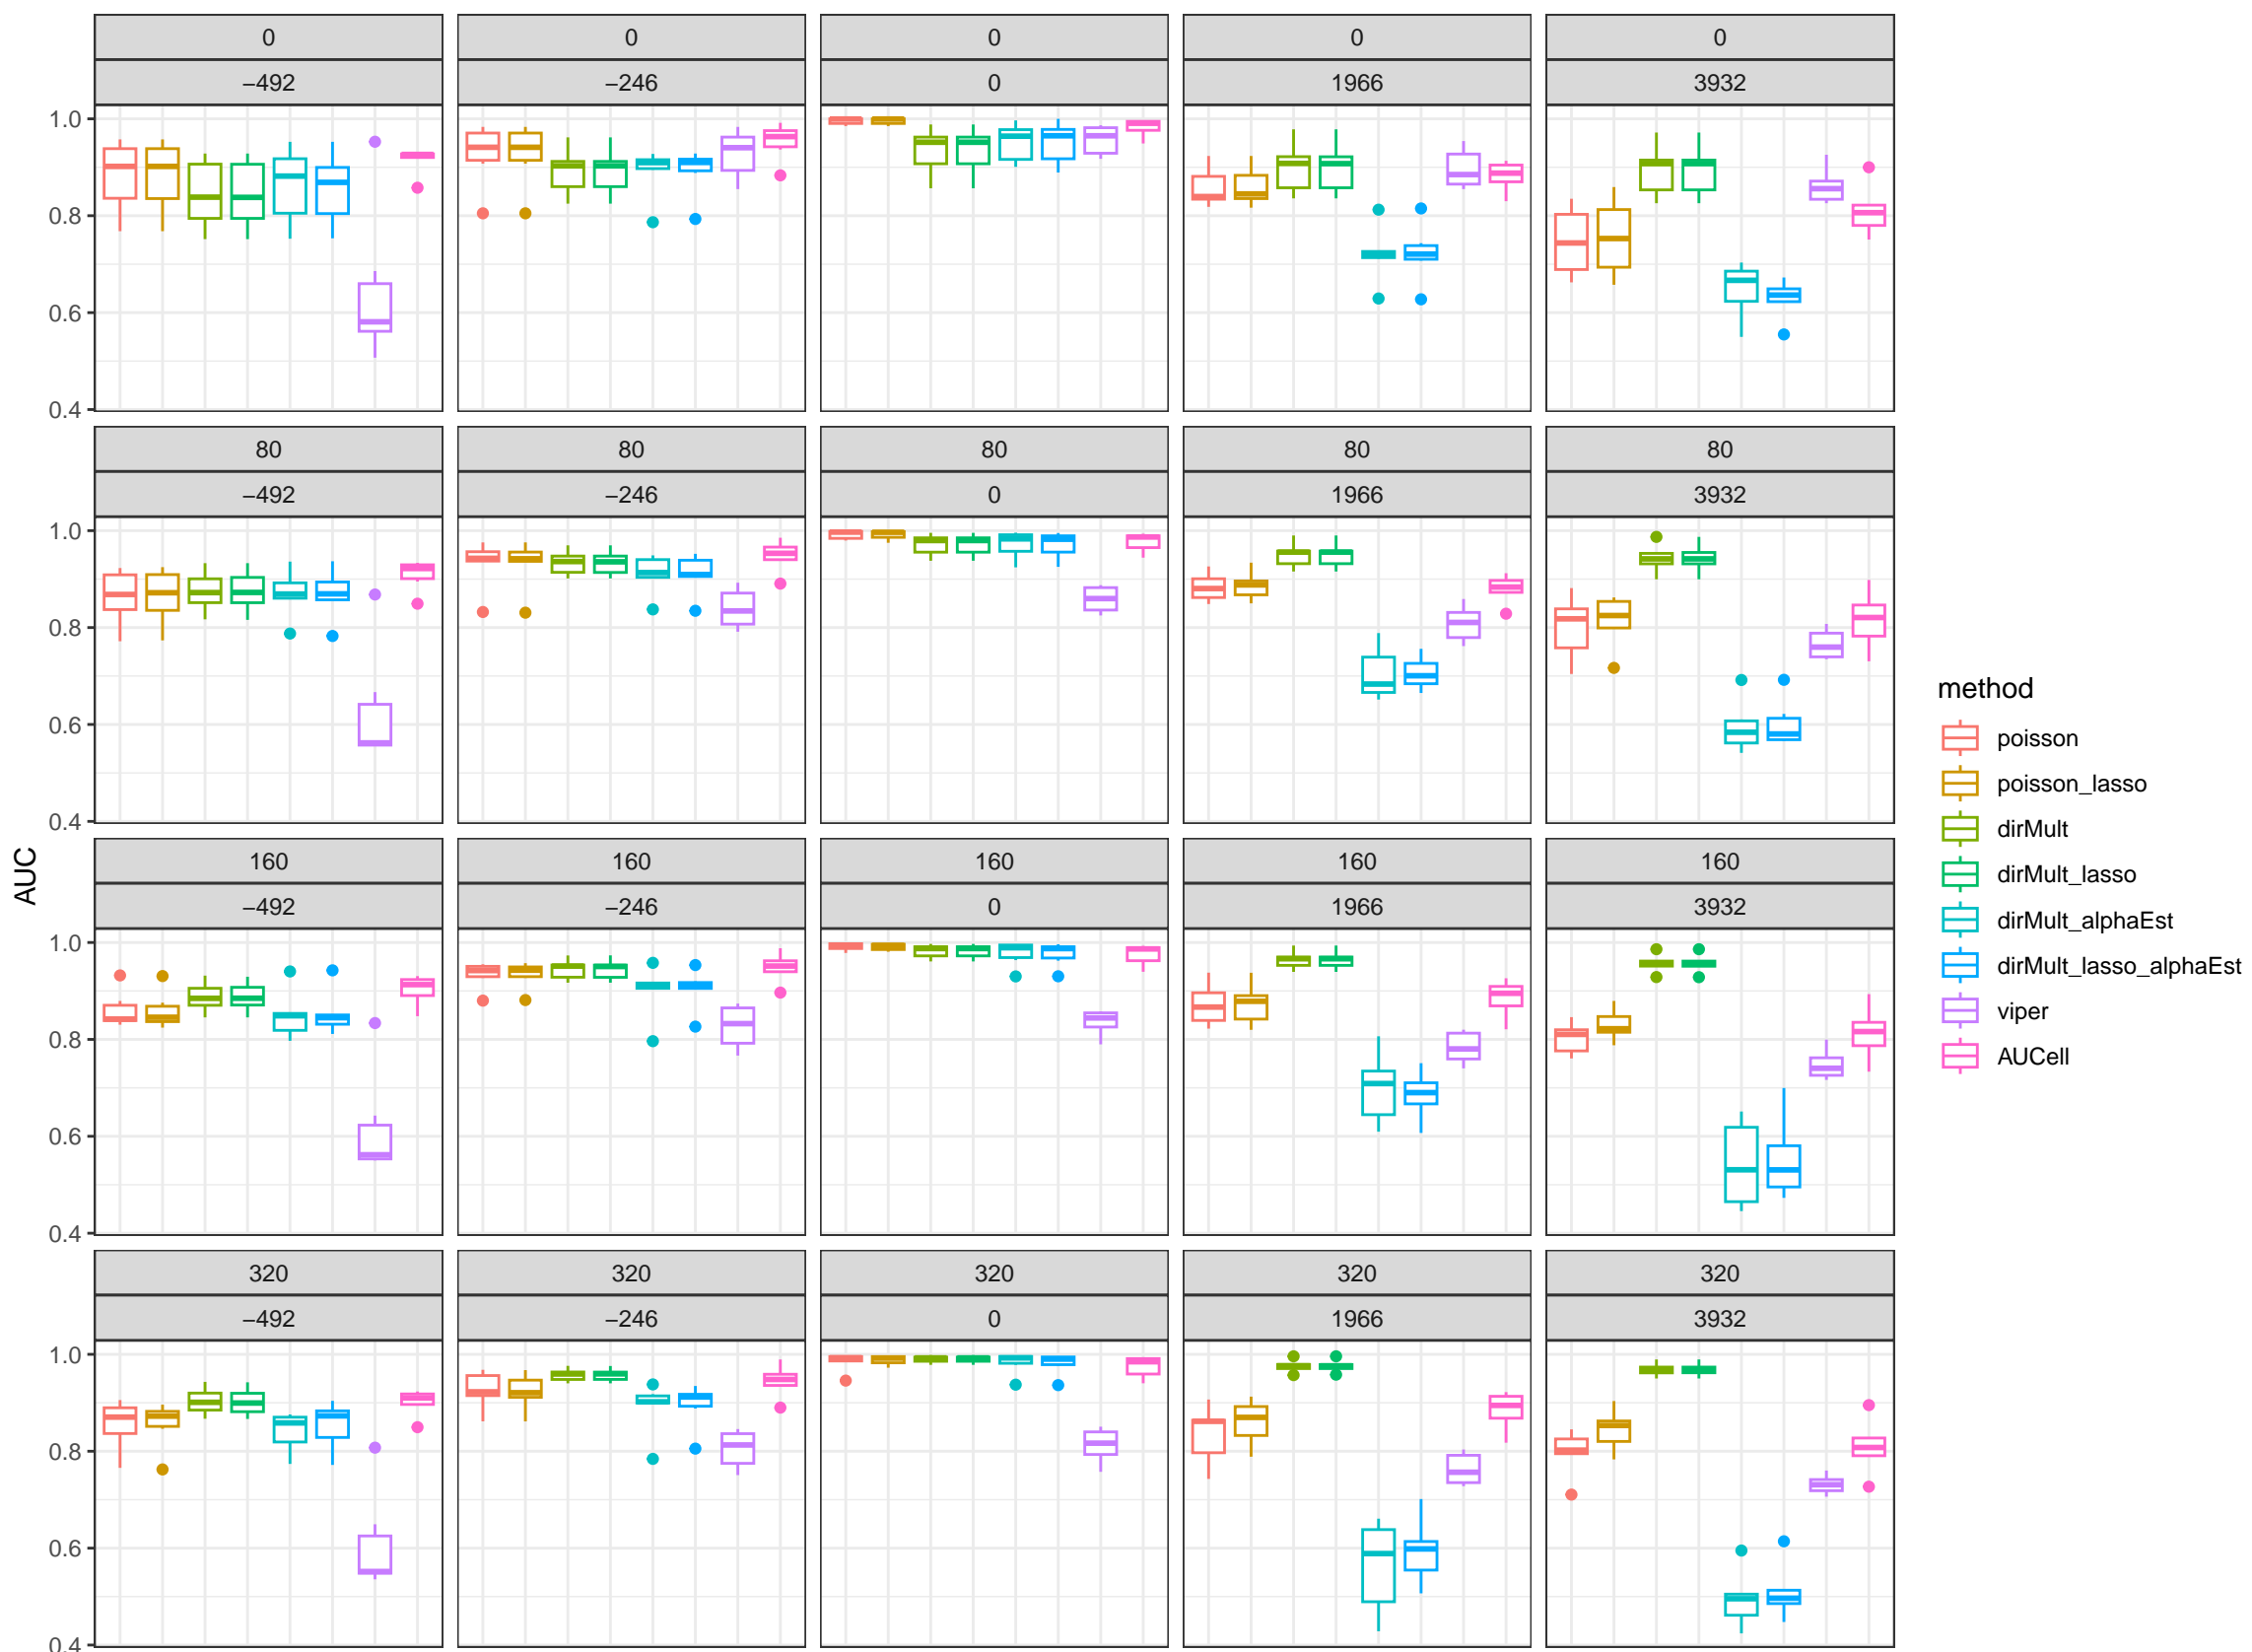 0 0 0 0 0
−492 −246 0 1966 3932
1.0
0.8
0.6
0.4
80 80 80 80 80
−492 −246 0 1966 3932
1.0
0.8
0.6
0.4
160 160 160 160 160
−492 −246 0 1966 3932
1.0
0.8
0.6
0.4
320 320 320 320 320
−492 −246 0 1966 3932
1.0
0.8
0.6
0.4
AUC
method
poisson
poisson_lasso
dirMult
dirMult_lasso
dirMult_alphaEst
dirMult_lasso_alphaEst
viper
AUCell